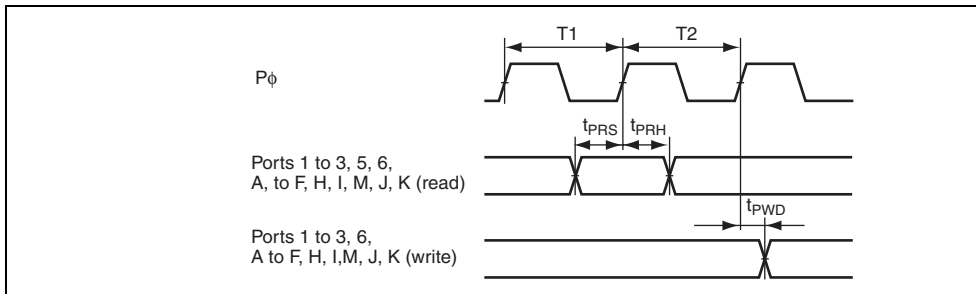 T1 T2
Pφ
tPRS tPRH
Ports 1 to 3, 5, 6,
A, to F, H, I, M, J, K (read)
tPWD
Ports 1 to 3, 6,
A to F, H, I,M, J, K (write)